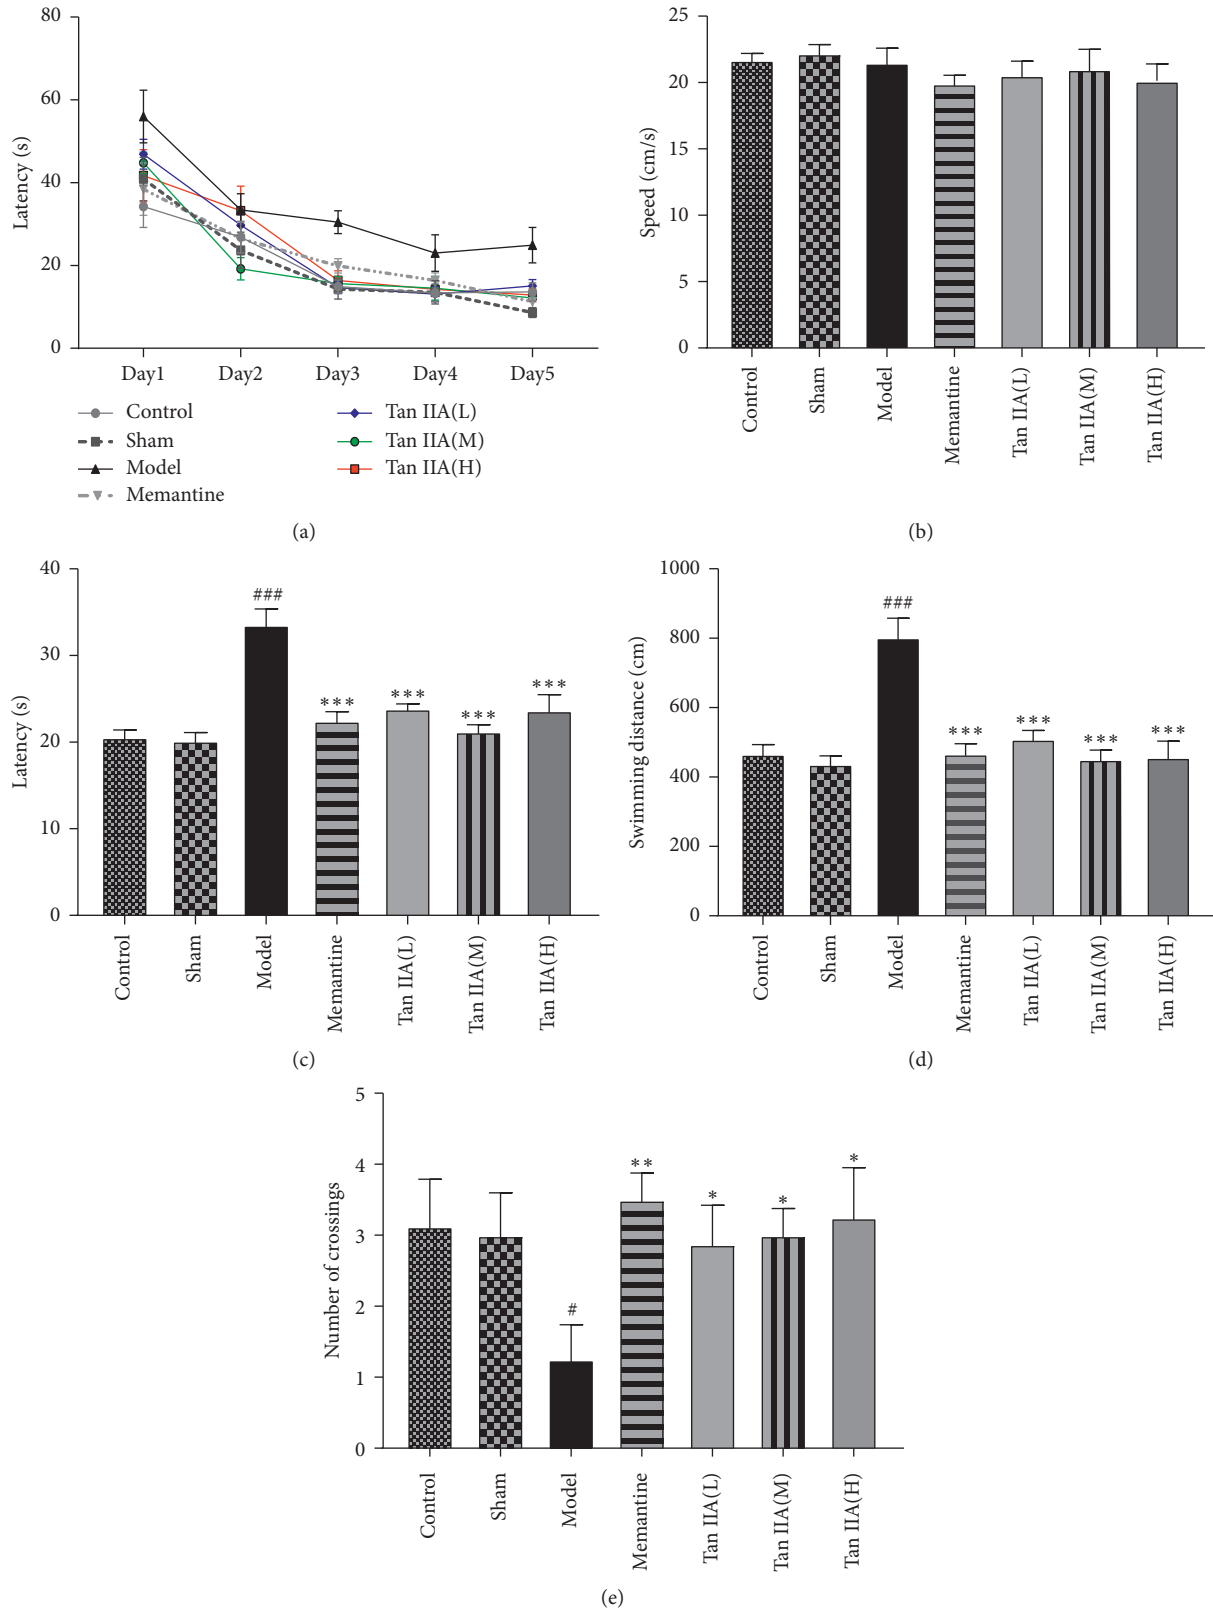 80
60
40
20
0
Latency (s)
Day1 Day2 Day3 Day4 Day5
Control
Sham
Model
Memantine
Tan IIA(L)
Tan IIA(M)
Tan IIA(H)
(a)
25
20
15
10
5
0
Speed (cm/s)
Control
Sham
Model
Memantine
Tan IIA(L)
Tan IIA(M)
Tan IIA(H)
(b)
40
30
20
10
0
Latency (s)
###
***
***
***
***
Control
Sham
Model
Memantine
Tan IIA(L)
Tan IIA(M)
Tan IIA(H)
(c)
1000
800
600
400
200
0
Swimming distance (cm)
###
***
***
***
***
Control
Sham
Model
Memantine
Tan IIA(L)
Tan IIA(M)
Tan IIA(H)
(d)
5
4
3
2
1
0
Number of crossings
#
**
*
*
*
Control
Sham
Model
Memantine
Tan IIA(L)
Tan IIA(M)
Tan IIA(H)
(e)